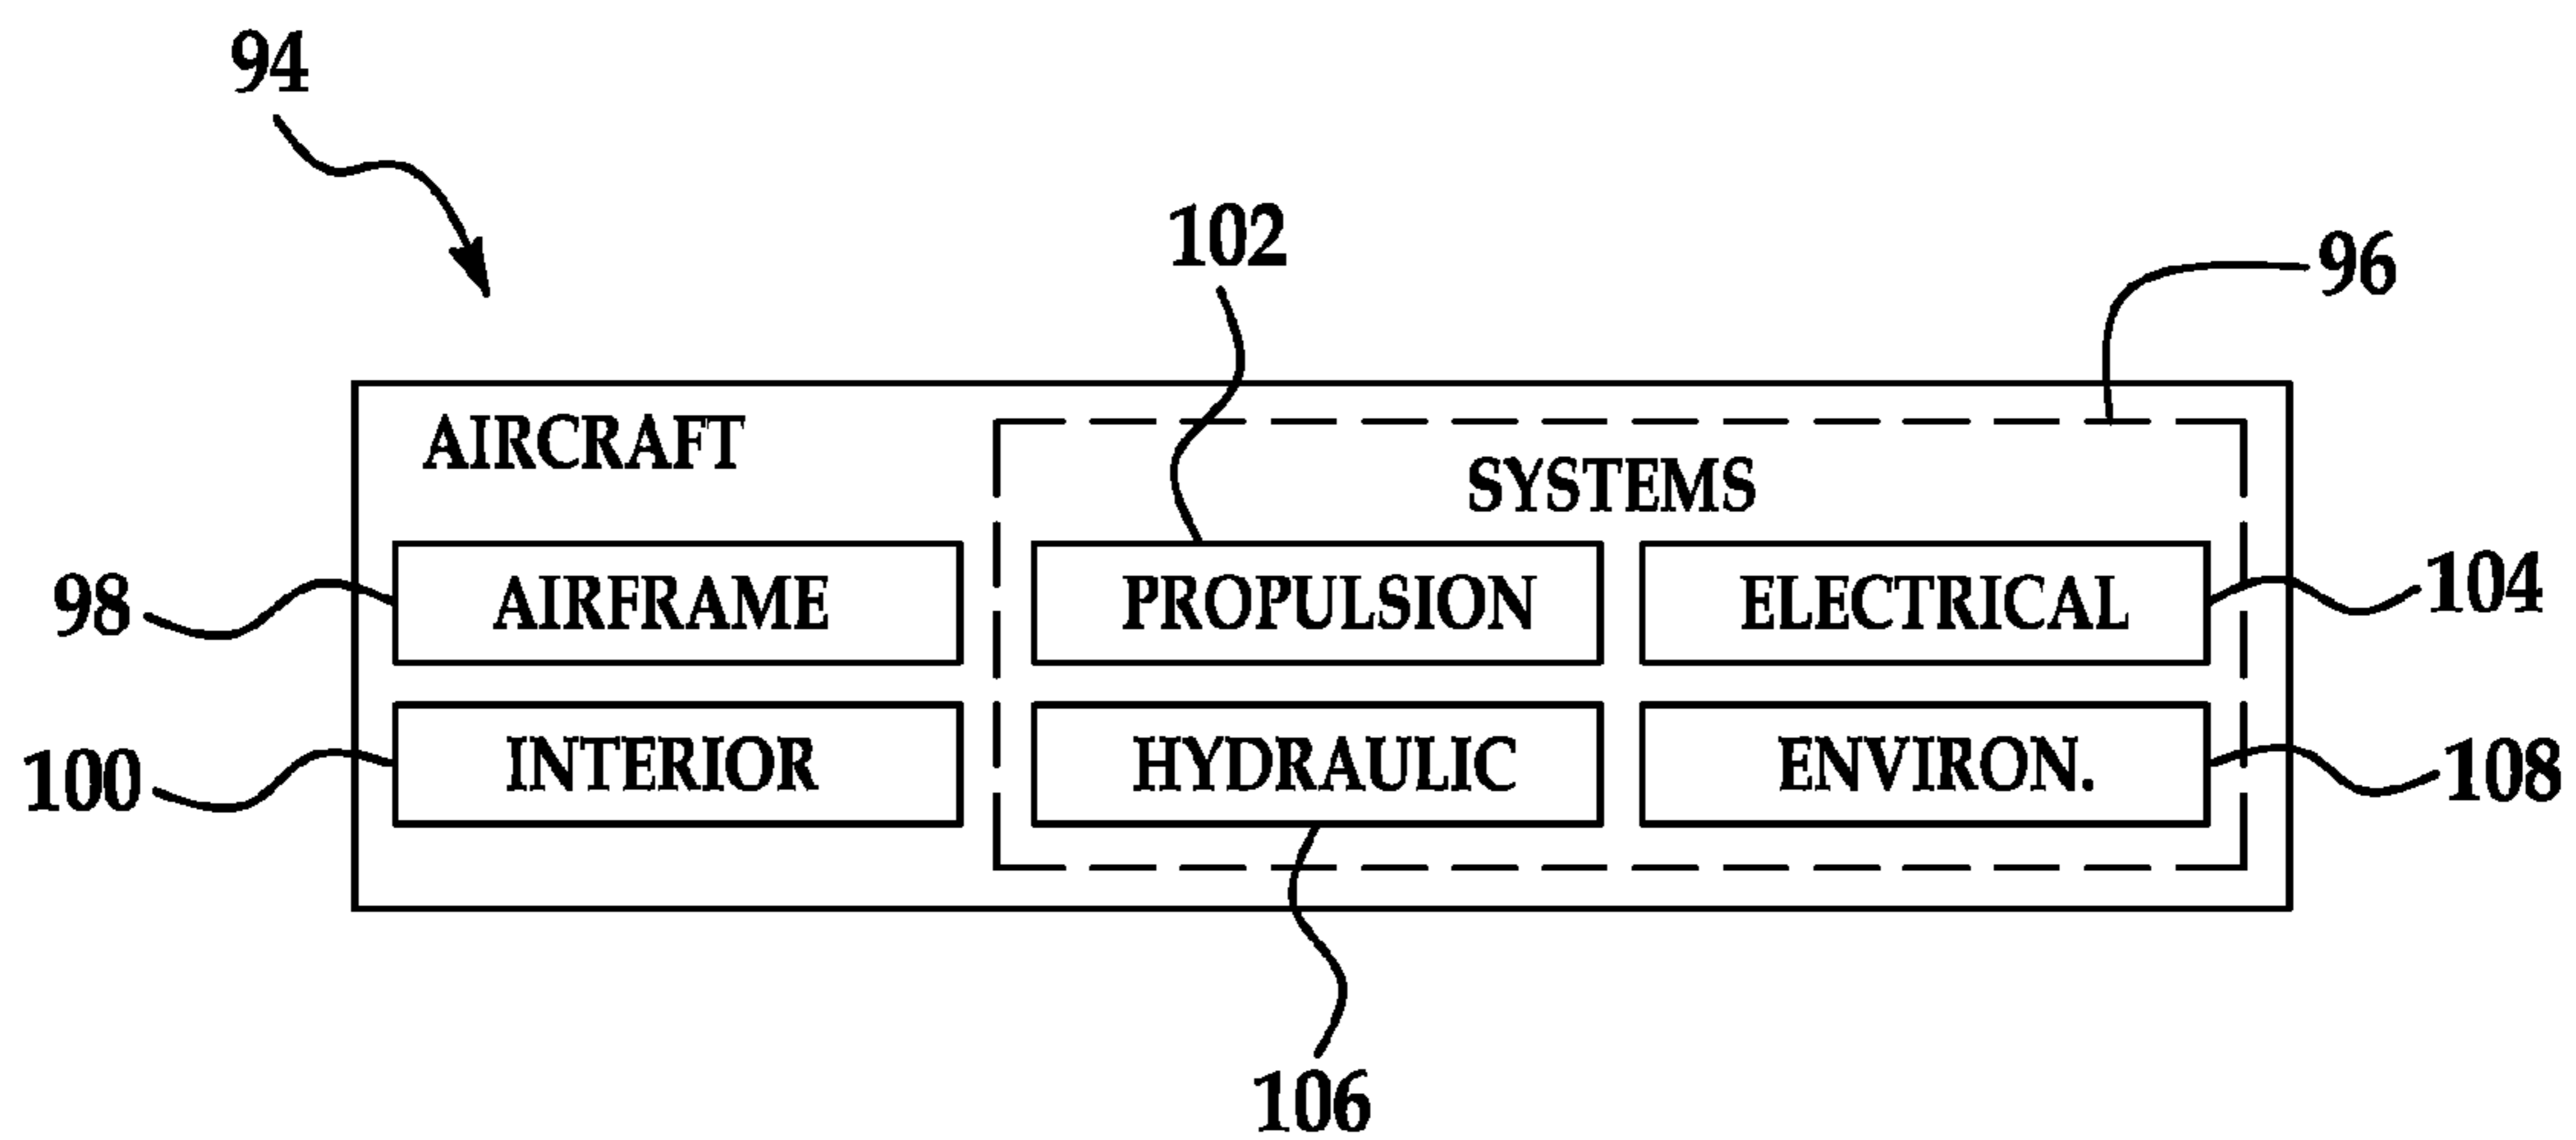 94
102
96
AIRCRAFT
SYSTEMS
98
AIRFRAME
PROPULSION
ELECTRICAL
104
100
INTERIOR
HYDRAULIC
ENVIRON.
108
106